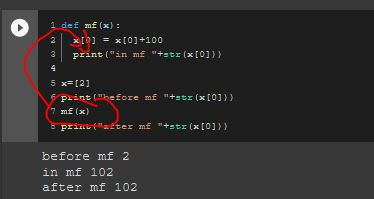 1 def mf(x):
2 x[0] = x[0]+100
3 print("in mf "+str(x[0]))
4
5 x=[2]
6 print("before mf "+str(x[0]))
7 mf(x)
8 print("after mf "+str(x[0]))
before mf 2
in mf 102
after mf 102